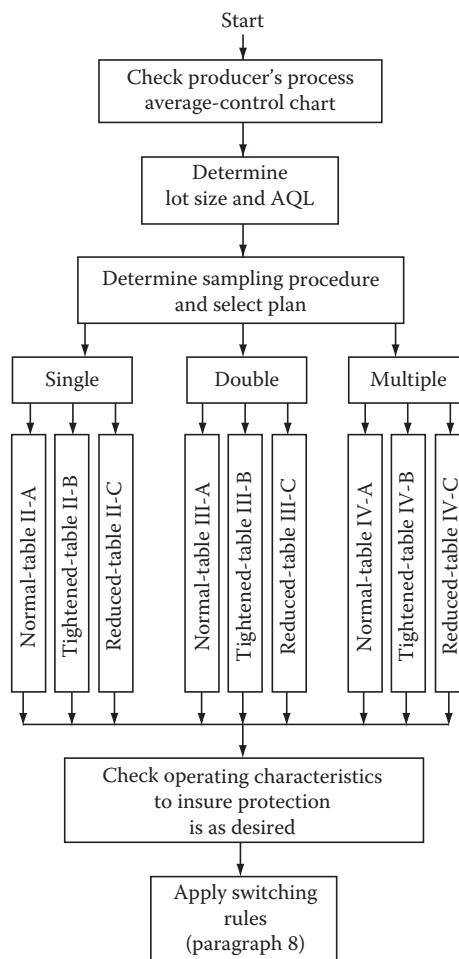 Start
Check producer's process
average-control chart
Determine
lot size and AQL
Determine sampling procedure
and select plan
Single
Double
Multiple
Normal-table II-A
Tightened-table II-B
Reduced-table II-C
Normal-table III-A
Tightened-table III-B
Reduced-table III-C
Normal-table IV-A
Tightened-table IV-B
Reduced-table IV-C
Check operating characteristics
to insure protection
is as desired
Apply switching
rules
(paragraph 8)